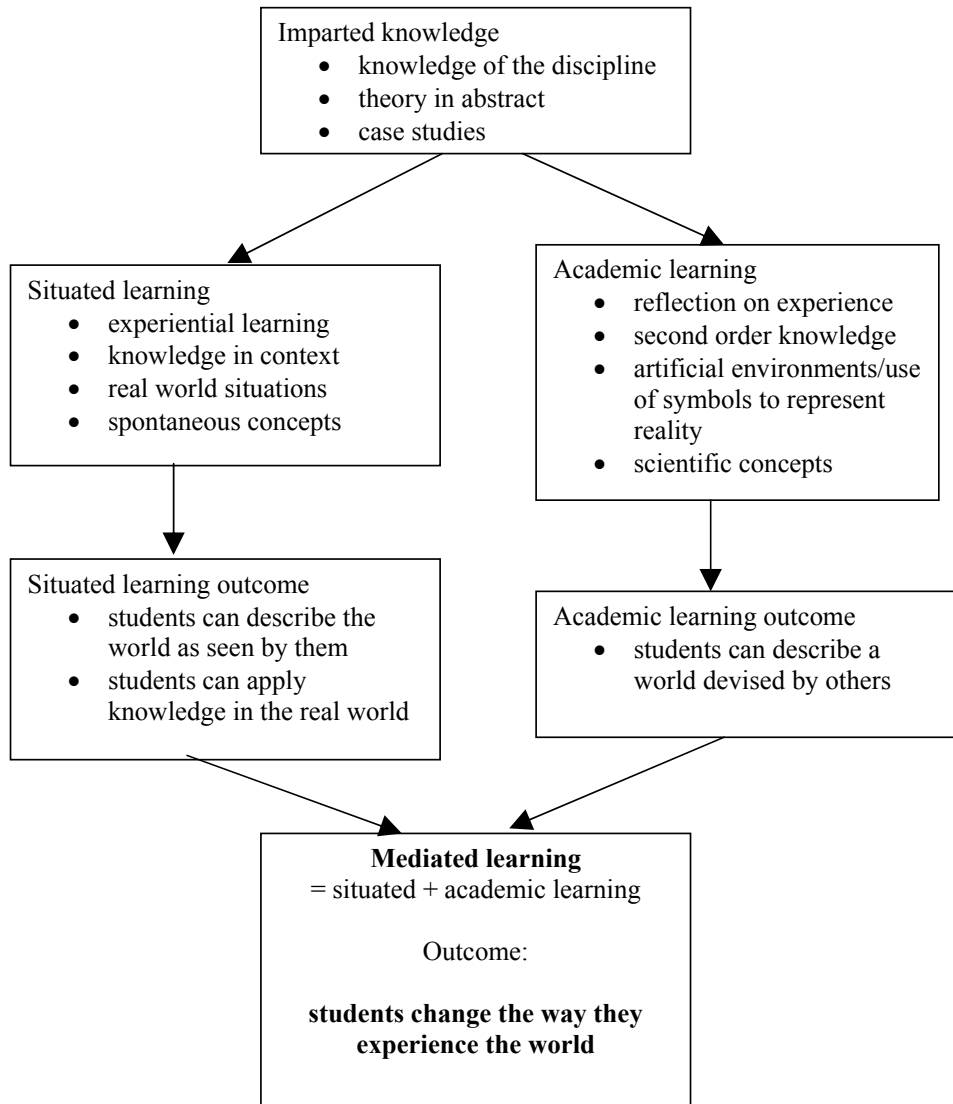 Imparted knowledge
• knowledge of the discipline
• theory in abstract
• case studies
Situated learning
• experiential learning
• knowledge in context
• real world situations
• spontaneous concepts
Academic learning
• reflection on experience
• second order knowledge
• artificial environments/use
of symbols to represent
reality
• scientific concepts
Situated learning outcome
• students can describe the
world as seen by them
• students can apply
knowledge in the real world
Academic learning outcome
• students can describe a
world devised by others
Mediated learning
= situated + academic learning
Outcome:
students change the way they
experience the world